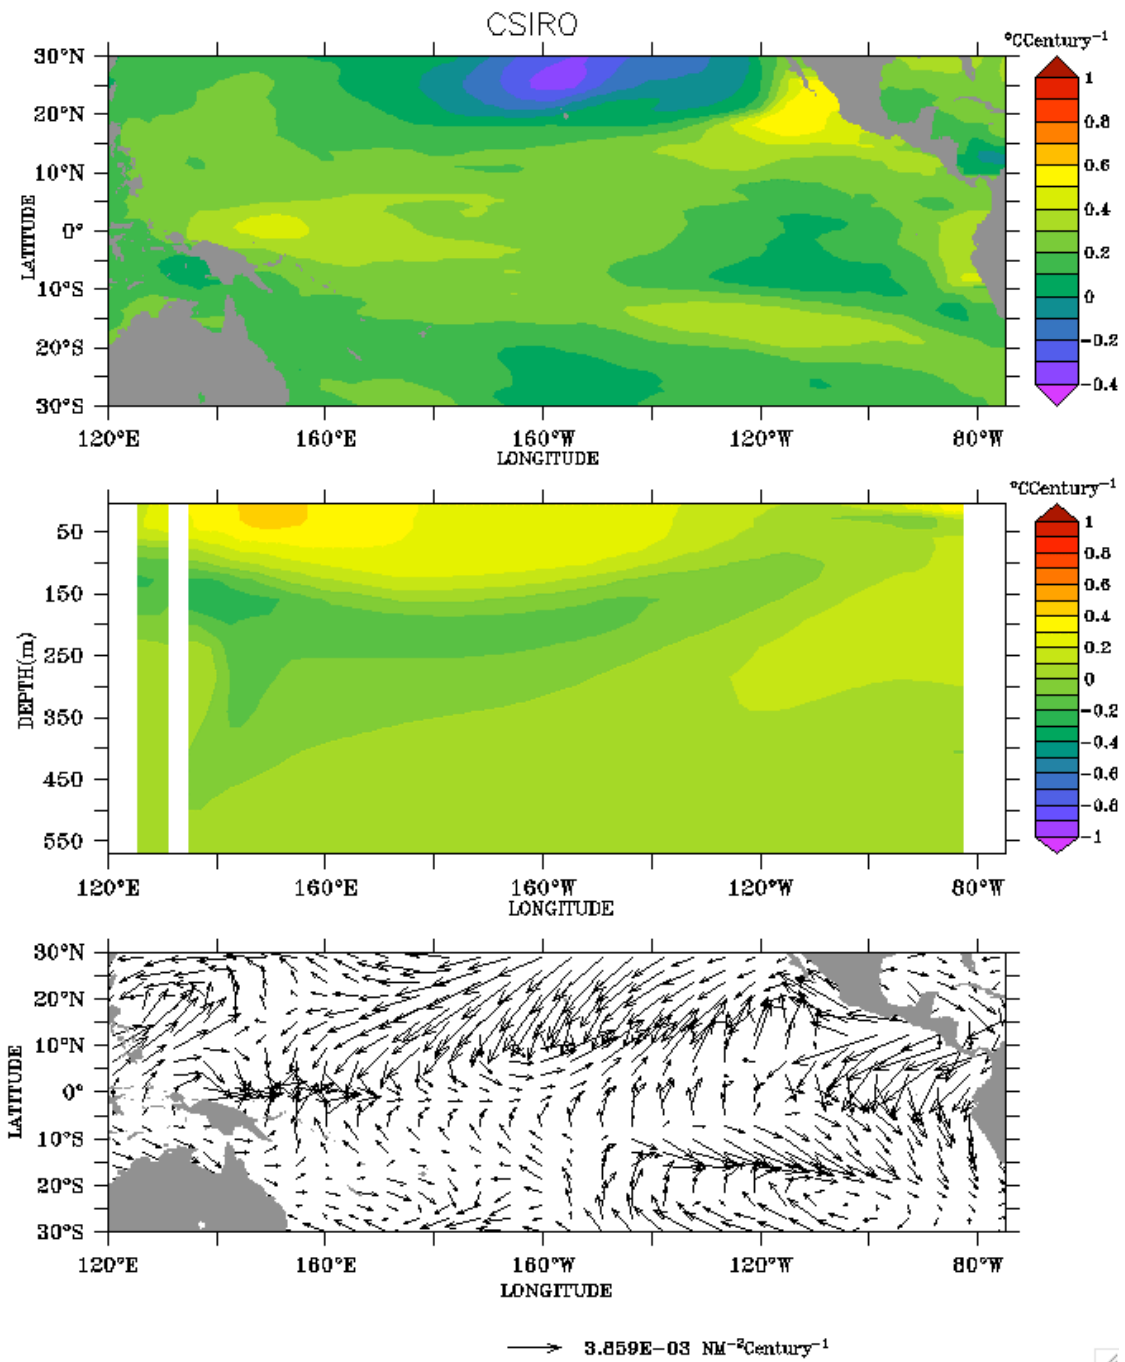 CSIRO
°CCentury⁻¹
30°N
20°N
10°N
0°
10°S
20°S
30°S
LATITUDE
1
0.8
0.6
0.4
0.2
0
-0.2
-0.4
120°E 160°E 160°W 120°W 80°W
LONGITUDE
°CCentury⁻¹
50
150
250
350
450
550
DEPTH(m)
1
0.8
0.6
0.4
0.2
0
-0.2
-0.4
-0.6
-0.8
-1
120°E 160°E 160°W 120°W 80°W
LONGITUDE
30°N
20°N
10°N
0°
10°S
20°S
30°S
LATITUDE
120°E 160°E 160°W 120°W 80°W
LONGITUDE
3.859E-03 NM⁻²Century⁻¹